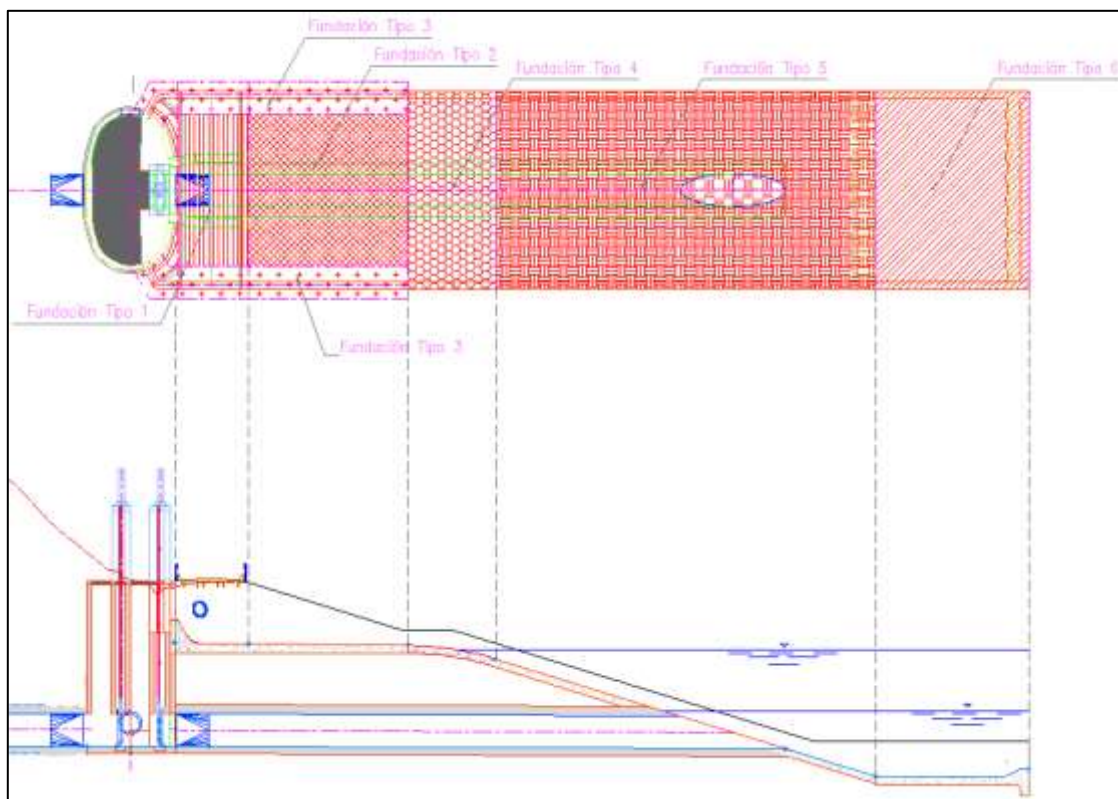 Fundación Tipo 3
Fundación Tipo 2
Fundación Tipo 4
Fundación Tipo 5
Fundación Tipo 6
Fundación Tipo 1
Fundación Tipo 3